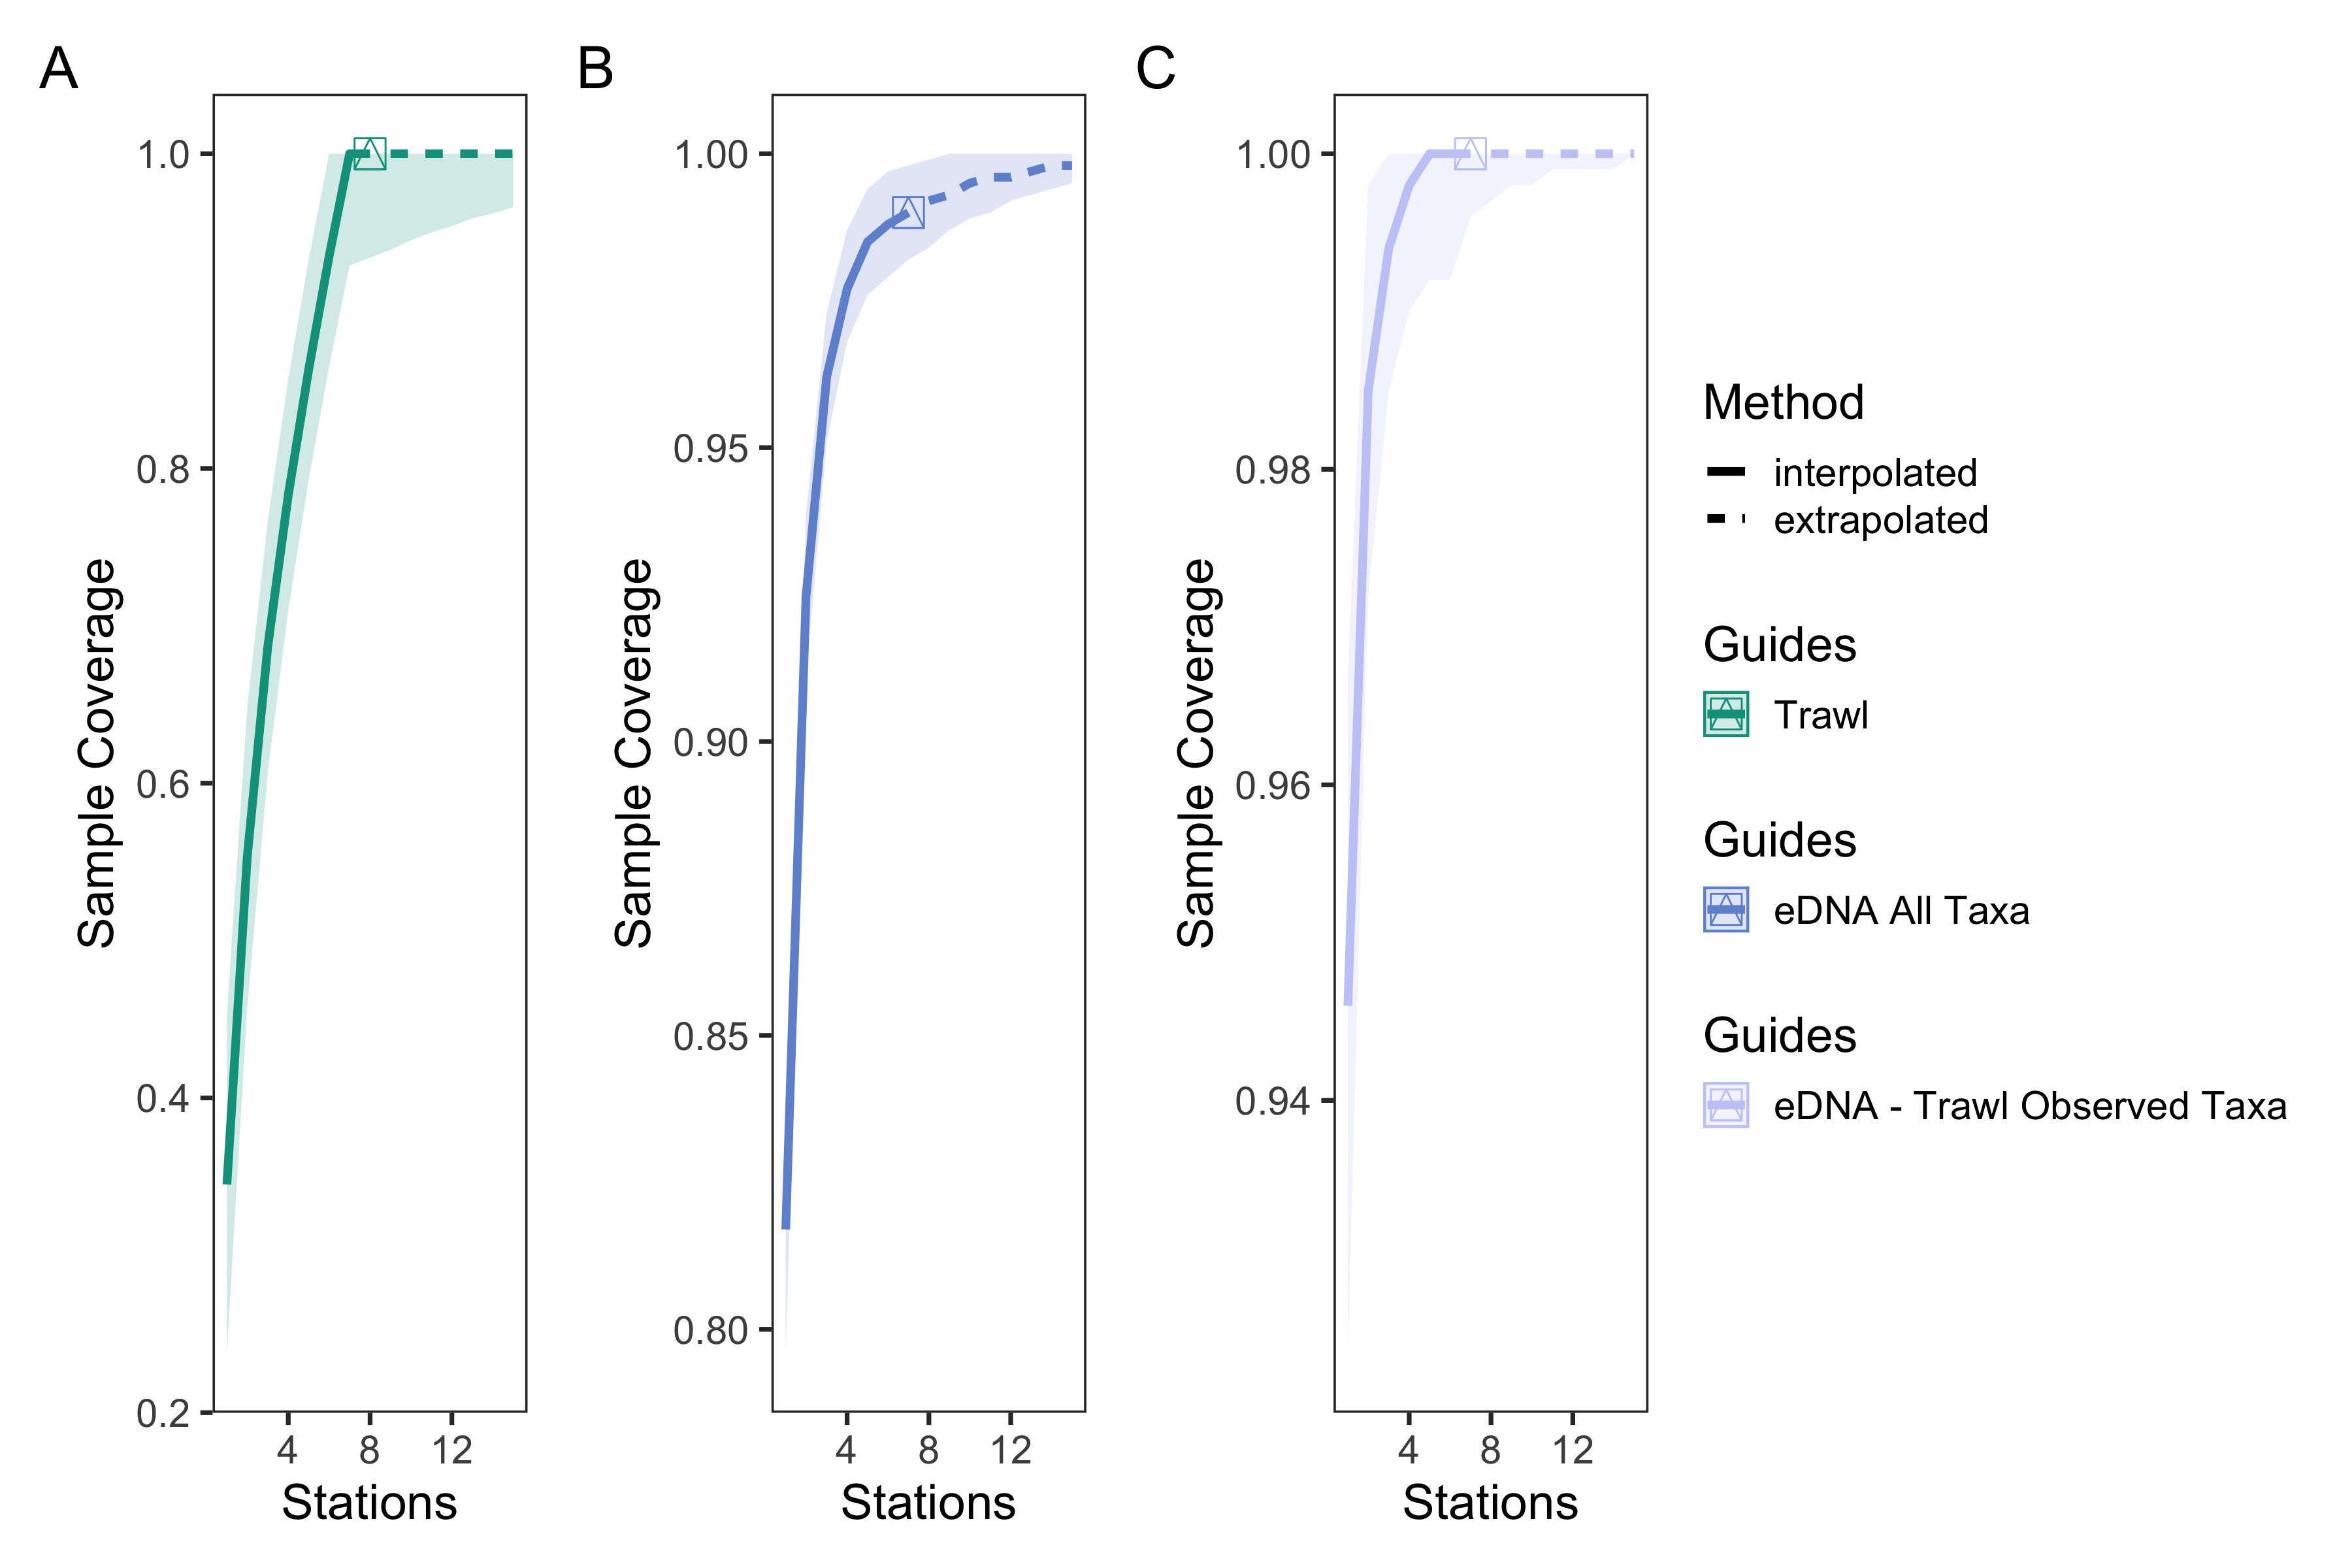 A
B
C
1.0
0.8
0.6
0.4
0.2
Sample Coverage
4 8 12
Stations
1.00
0.95
0.90
0.85
0.80
Sample Coverage
4 8 12
Stations
1.00
0.98
0.96
0.94
Sample Coverage
4 8 12
Stations
Method
interpolated
extrapolated
Guides
Trawl
Guides
eDNA All Taxa
Guides
eDNA - Trawl Observed Taxa